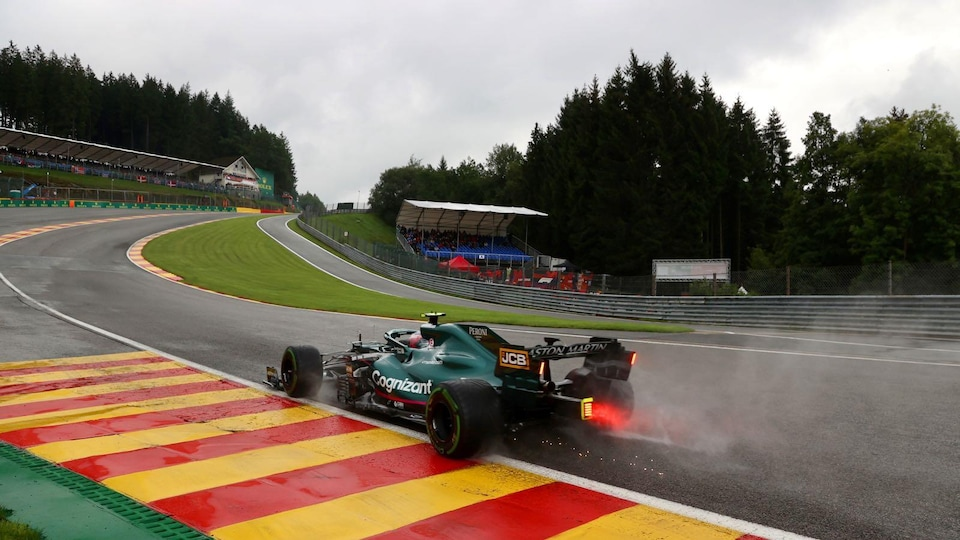 PERONI
JCB
ASTON MARTIN
Cognizant